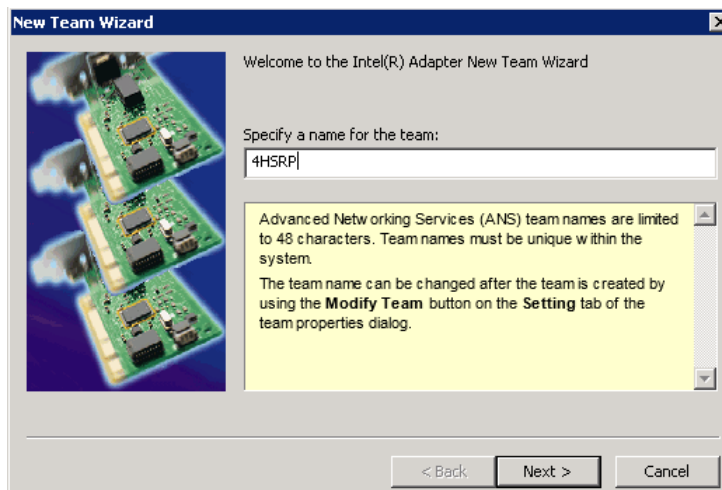 New Team Wizard
Welcome to the Intel(R) Adapter New Team Wizard
Specify a name for the team:
4HSRP
Advanced Networking Services (ANS) team names are limited
to 48 characters. Team names must be unique within the
system.
The team name can be changed after the team is created by
using the Modify Team button on the Setting tab of the
team properties dialog.
< Back
Next >
Cancel